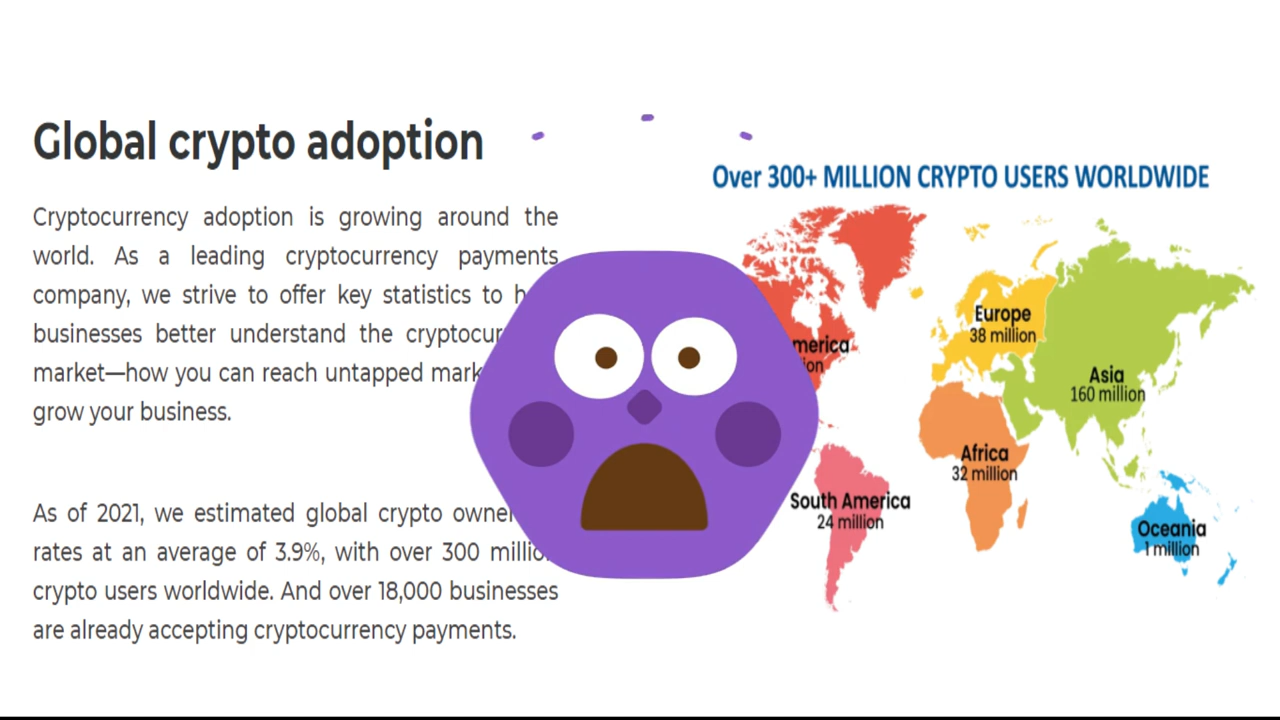 Global crypto adoption
Cryptocurrency adoption is growing around the
world. As a leading cryptocurrency payments
company, we strive to offer key statistics to
businesses better understand the
market—how you can reach untapped
grow your business.
As of 2021, we estimated global crypto
rates at an average of 3.9%, with over 300
crypto users worldwide. And over 18,000 businesses
are already accepting cryptocurrency payments.
Over 300+ MILLION CRYPTO USERS WORLDWIDE
Europe
38 million
Asia
160 million
Africa
32 million
South America
24 million
Oceania
1 million